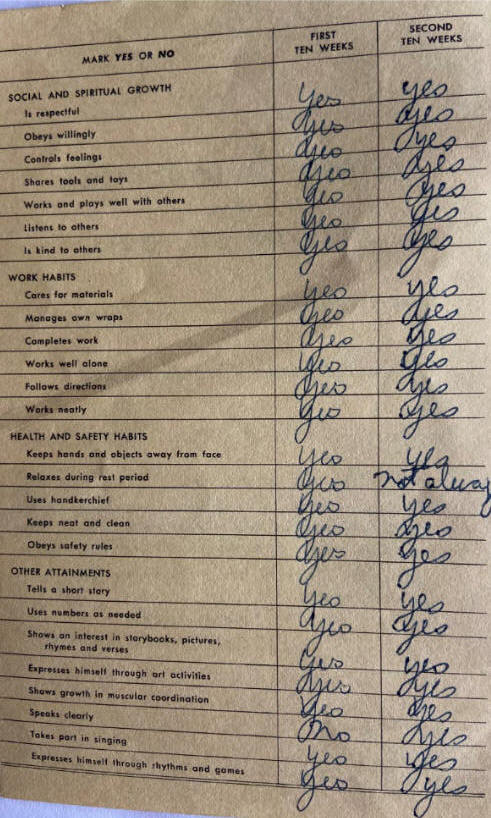 MARK YES OR NO FIRST TEN WEEKS SECOND TEN WEEKS
SOCIAL AND SPIRITUAL GROWTH
Is respectful yes yes
Obeys willingly yes yes
Controls feelings yes yes
Shares tools and toys yes yes
Works and plays well with others yes yes
Listens to others yes yes
Is kind to others yes yes
WORK HABITS
Cares for materials yes yes
Manages own wraps yes yes
Completes work yes yes
Works well alone yes yes
Follows directions yes yes
Works neatly yes yes
HEALTH AND SAFETY HABITS
Keeps hands and objects away from face yes yes
Relaxes during rest period yes not alway
Uses handkerchief yes yes
Keeps neat and clean yes yes
Obeys safety rules yes yes
OTHER ATTAINMENTS
Tells a short story yes yes
Uses numbers as needed yes yes
Shows an interest in storybooks, pictures,
rhymes and verses yes yes
Expresses himself through art activities yes yes
Shows growth in muscular coordination yes yes
Speaks clearly no yes
Takes part in singing yes yes
Expresses himself through rhythms and games yes yes